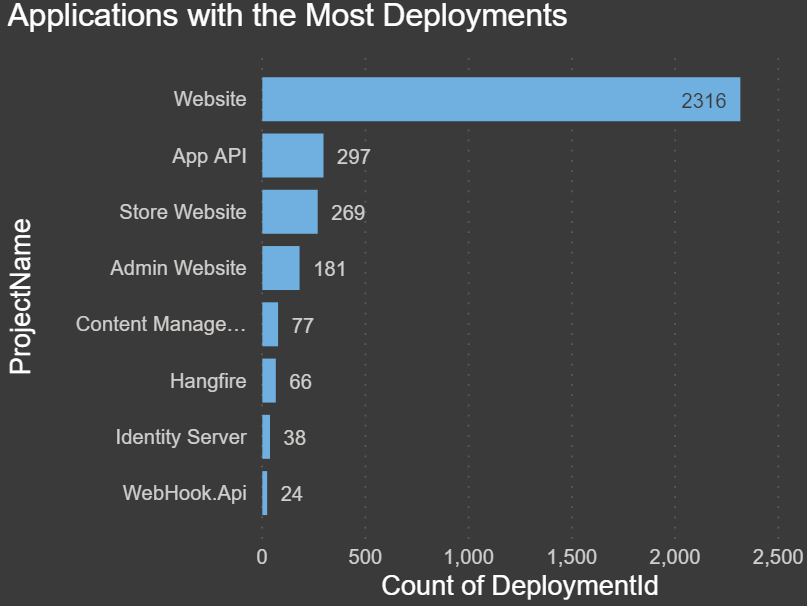 Applications with the Most Deployments
ProjectName
Website 2316
App API 297
Store Website 269
Admin Website 181
Content Manage… 77
Hangfire 66
Identity Server 38
WebHook.Api 24
0 500 1,000 1,500 2,000 2,500
Count of DeploymentId